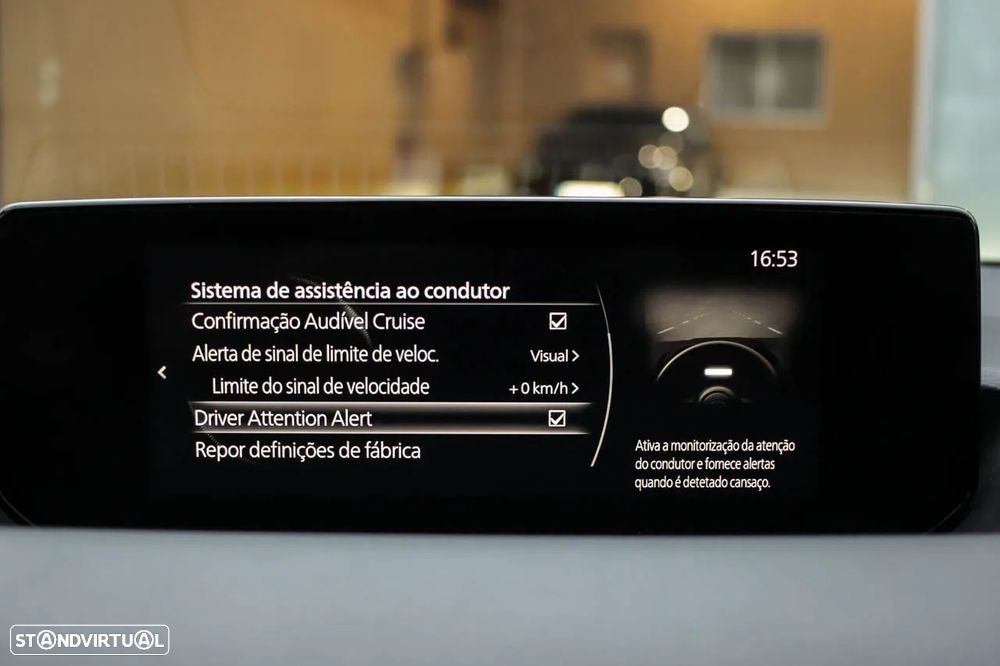 16:53
Sistema de assistência ao condutor
Confirmação Audível Cruise
Alerta de sinal de limite de veloc. Visual >
Limite do sinal de velocidade + 0 km/h >
Driver Attention Alert
Repor definições de fábrica
Ativa a monitorização da atenção
do condutor e fornece alertas
quando é detetado cansaço.
STANDVIRTUAL